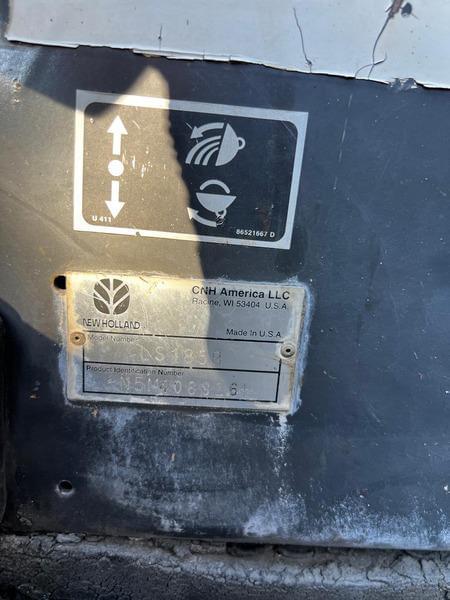 U 411
86521667 D
CNH America LLC
Racine, WI 53404 U.S.A.
NEW HOLLAND
Made In U.S.A.
Model Number
Product Identification Number